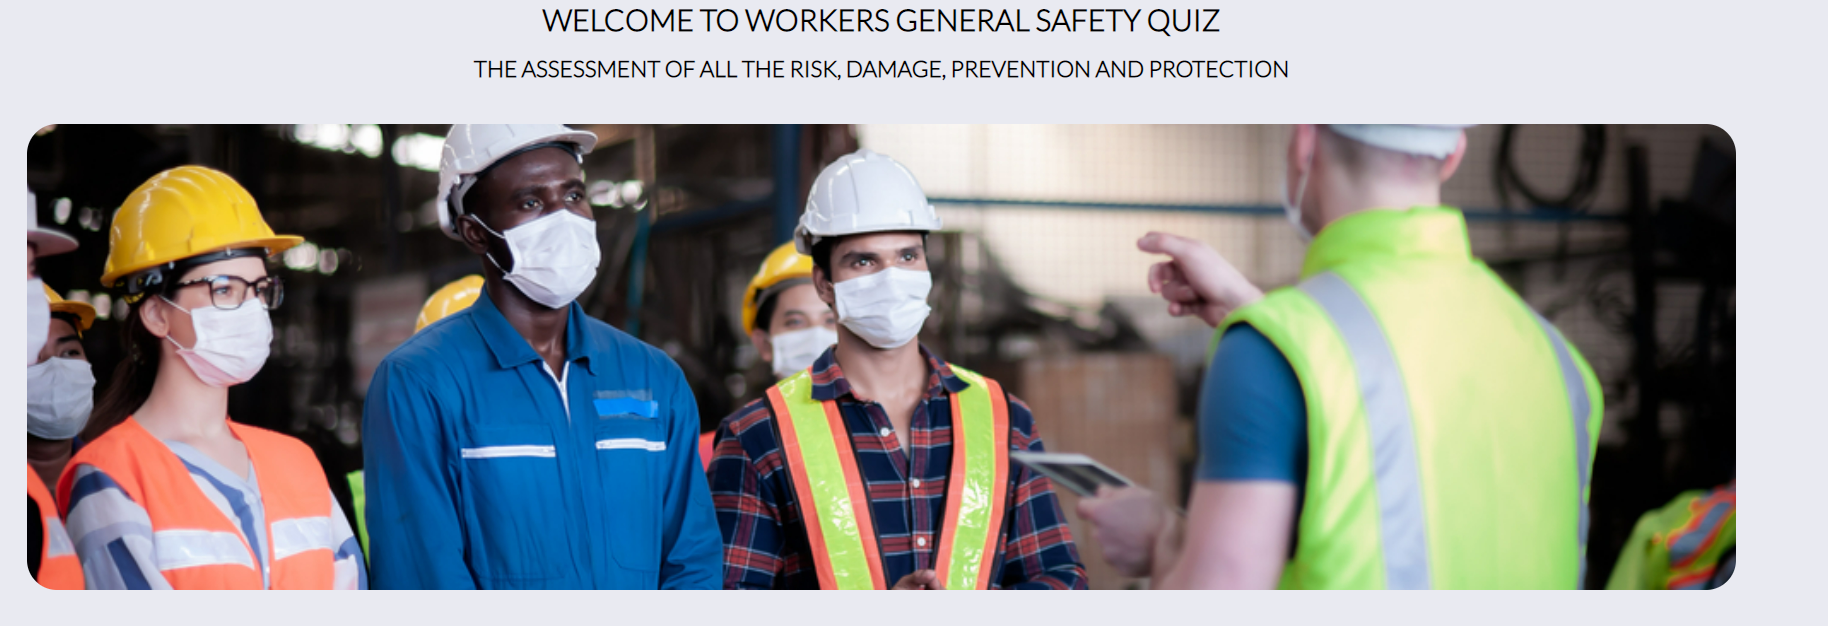 WELCOME TO WORKERS GENERAL SAFETY QUIZ
THE ASSESSMENT OF ALL THE RISK, DAMAGE, PREVENTION AND PROTECTION